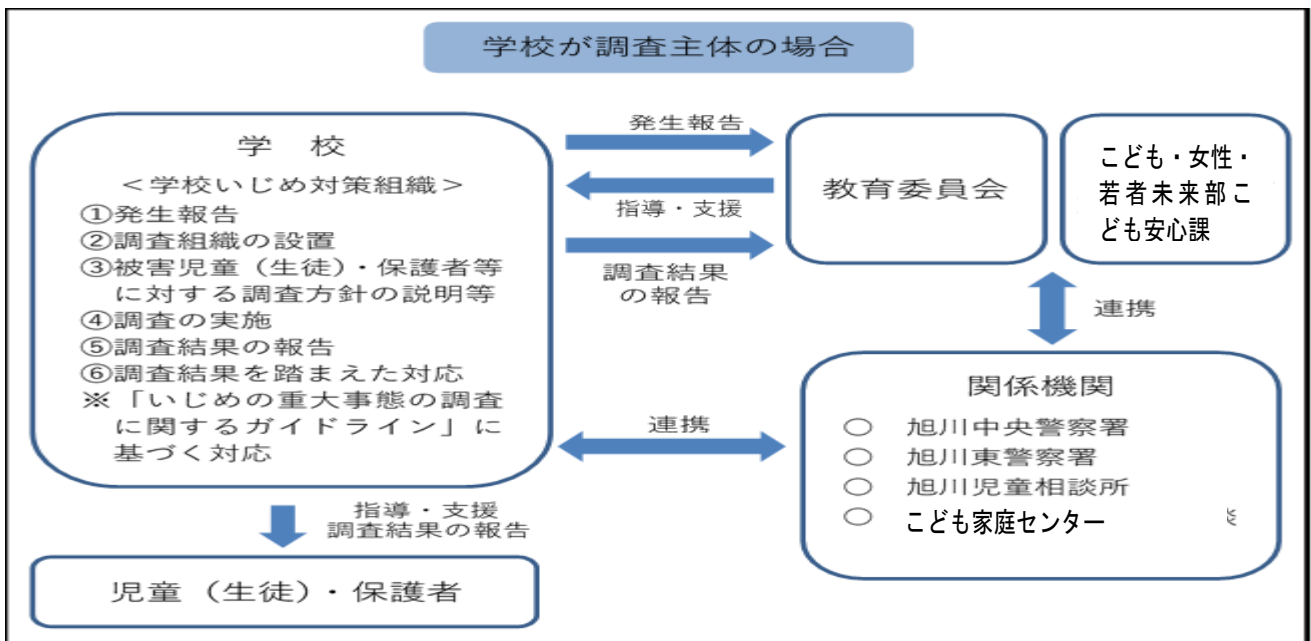 学校が調査主体の場合
学　校
＜学校いじめ対策組織＞
①発生報告
②調査組織の設置
③被害児童（生徒）・保護者等
に対する調査方針の説明等
④調査の実施
⑤調査結果の報告
⑥調査結果を踏まえた対応
※「いじめの重大事態の調査
に関するガイドライン」に
基づく対応
発生報告
指導・支援
調査結果
の報告
教育委員会
こども・女性・
若者未来部こ
ども安心課
連携
連携
関係機関
○　旭川中央警察署
○　旭川東警察署
○　旭川児童相談所
○　こども家庭センター
指導・支援
調査結果の報告
児童（生徒）・保護者